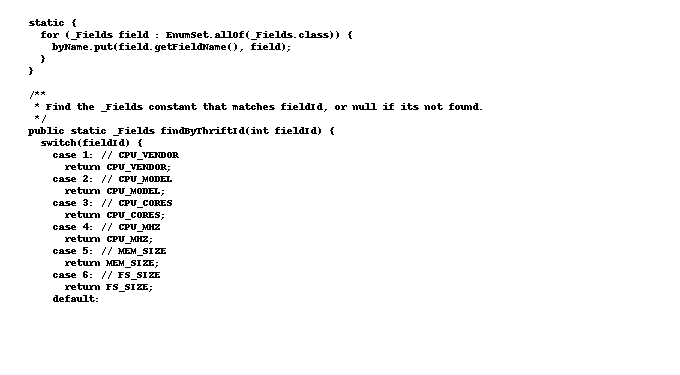 static {
  for (_Fields field : EnumSet.allOf(_Fields.class)) {
    byName.put(field.getFieldName(), field);
  }
}

/**
 * Find the _Fields constant that matches fieldId, or null if its not found.
 */
public static _Fields findByThriftId(int fieldId) {
  switch(fieldId) {
    case 1: // CPU_VENDOR
      return CPU_VENDOR;
    case 2: // CPU_MODEL
      return CPU_MODEL;
    case 3: // CPU_CORES
      return CPU_CORES;
    case 4: // CPU_MHZ
      return CPU_MHZ;
    case 5: // MEM_SIZE
      return MEM_SIZE;
    case 6: // FS_SIZE
      return FS_SIZE;
    default: